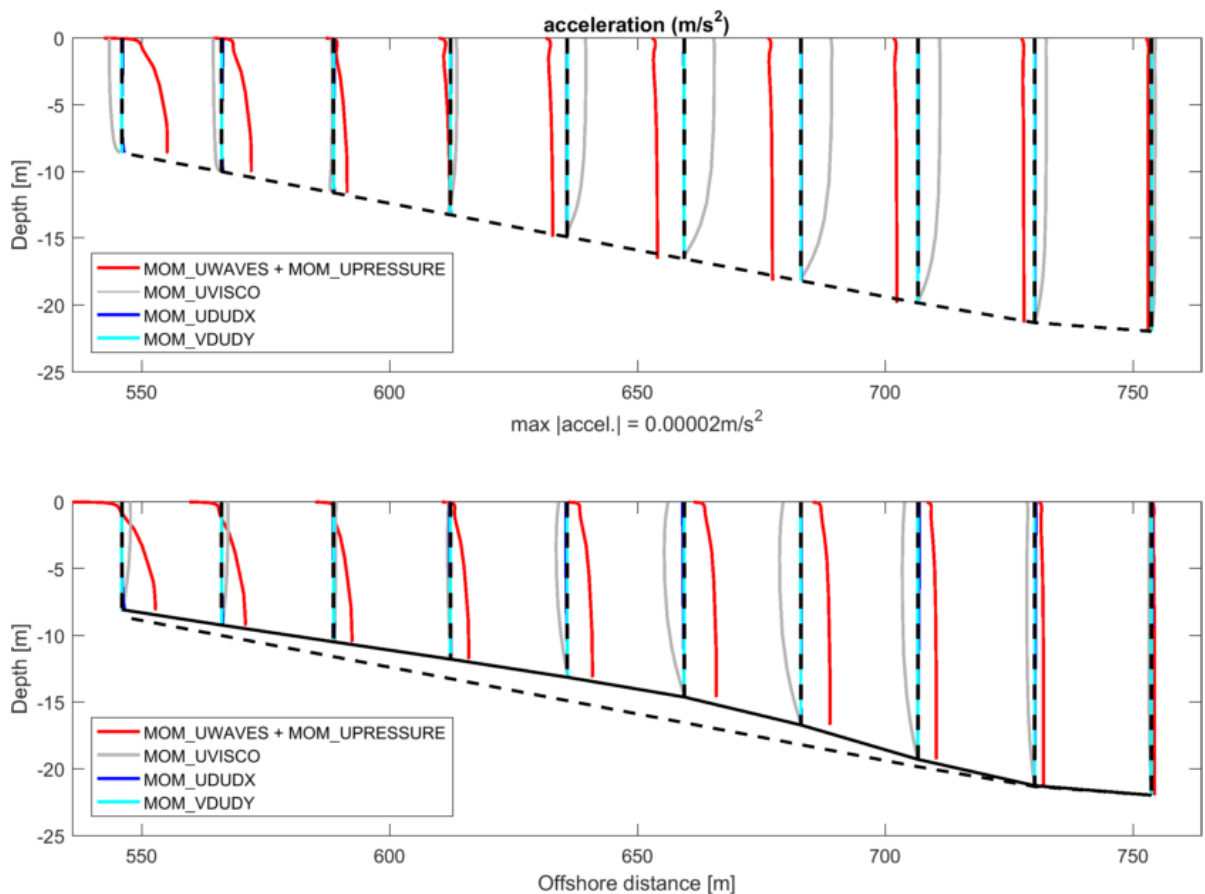 acceleration (m/s²)
0
-5
-10
-15
-20
-25
Depth [m]
MOM_UWAVES + MOM_UPRESSURE
MOM_UVISCO
MOM_UDUDX
MOM_VDUDY
550
600
650
700
750
max |accel.| = 0.00002m/s²
0
-5
-10
-15
-20
-25
Depth [m]
MOM_UWAVES + MOM_UPRESSURE
MOM_UVISCO
MOM_UDUDX
MOM_VDUDY
550
600
650
700
750
Offshore distance [m]